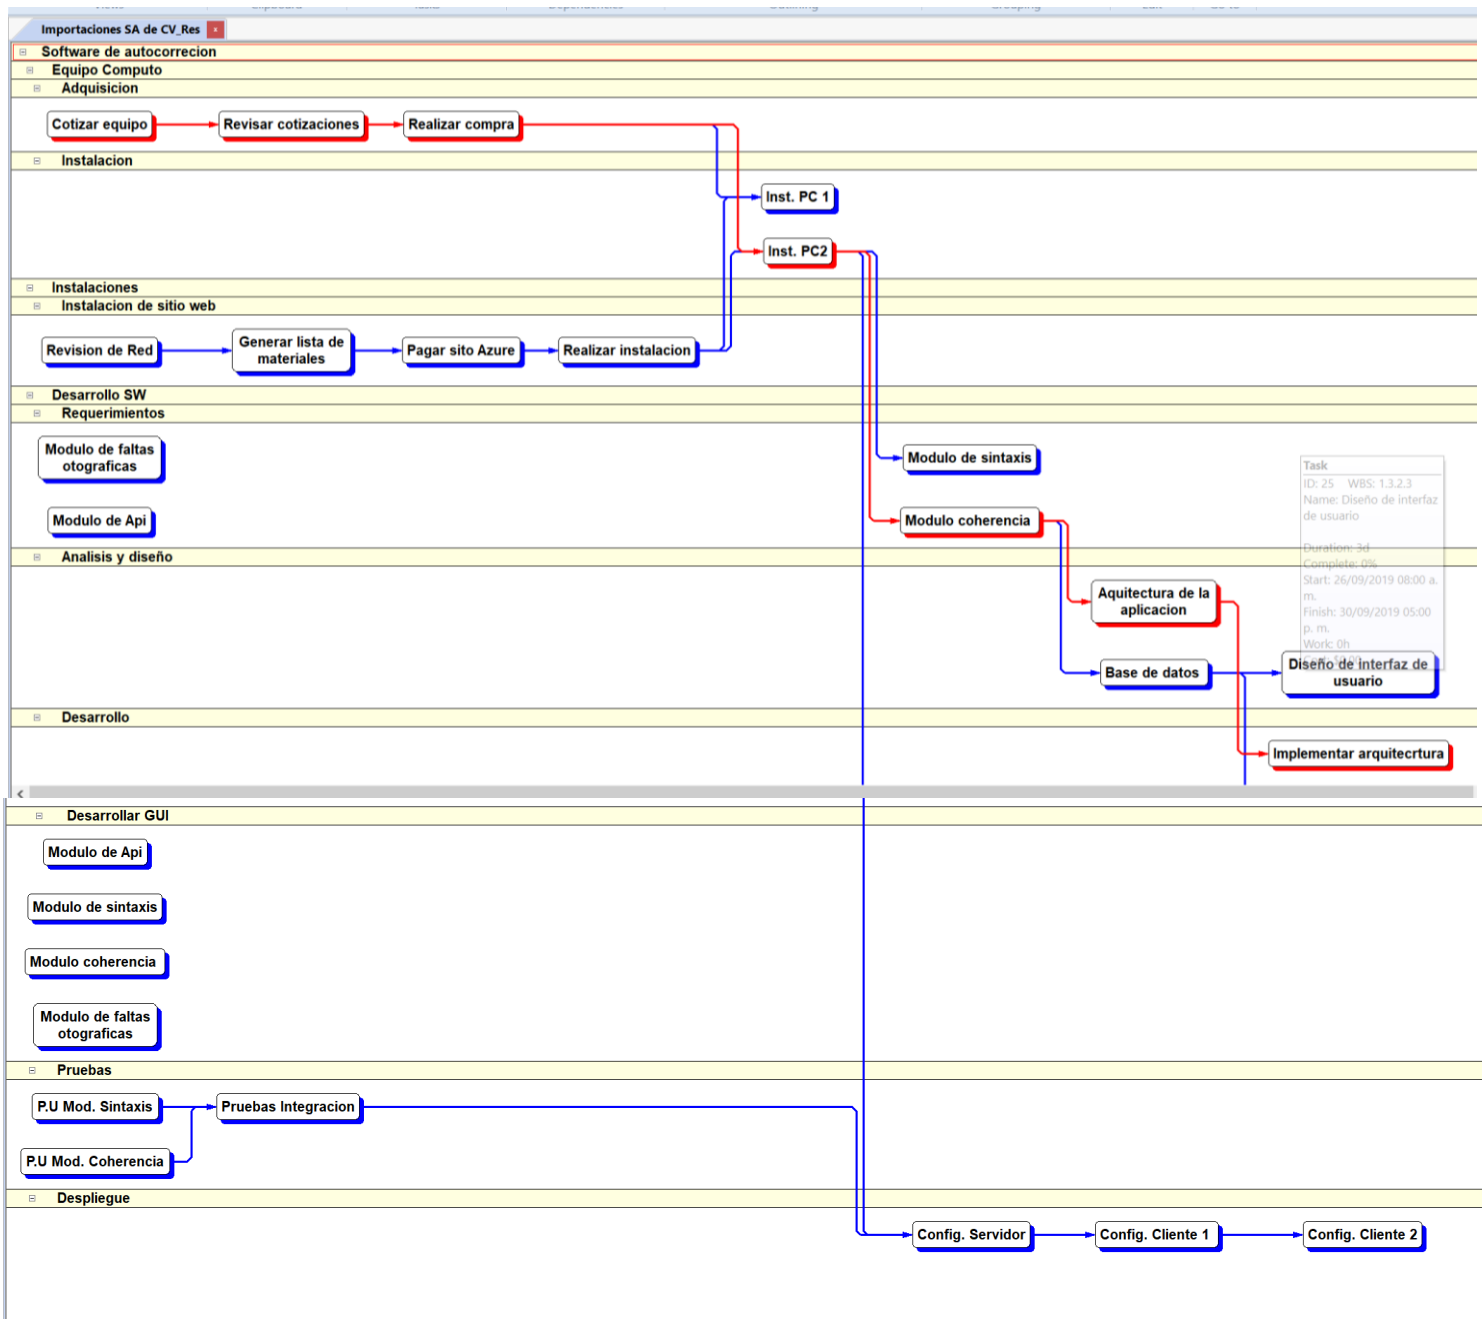 Importaciones SA de CV_Res
Software de autocorrecion
Equipo Computo
Adquisicion
Cotizar equipo
Revisar cotizaciones
Realizar compra
Instalacion
Inst. PC 1
Inst. PC2
Instalaciones
Instalacion de sitio web
Revision de Red
Generar lista de
materiales
Pagar sito Azure
Realizar instalacion
Desarrollo SW
Requerimientos
Modulo de faltas
otograficas
Modulo de sintaxis
Modulo de Api
Modulo coherencia
Task
ID: 25 WBS: 1.3.2.3
Name: Diseño de interfaz
de usuario
Duration: 3d
Complete: 0%
Start: 26/09/2019 08:00 a.
m.
Finish: 30/09/2019 05:00
p. m.
Work: 0h
Analisis y diseño
Aquitectura de la
aplicacion
Base de datos
Diseño de interfaz de
usuario
Desarrollo
Implementar arquitecrtura
Desarrollar GUI
Modulo de Api
Modulo de sintaxis
Modulo coherencia
Modulo de faltas
otograficas
Pruebas
P.U Mod. Sintaxis
Pruebas Integracion
P.U Mod. Coherencia
Despliegue
Config. Servidor
Config. Cliente 1
Config. Cliente 2